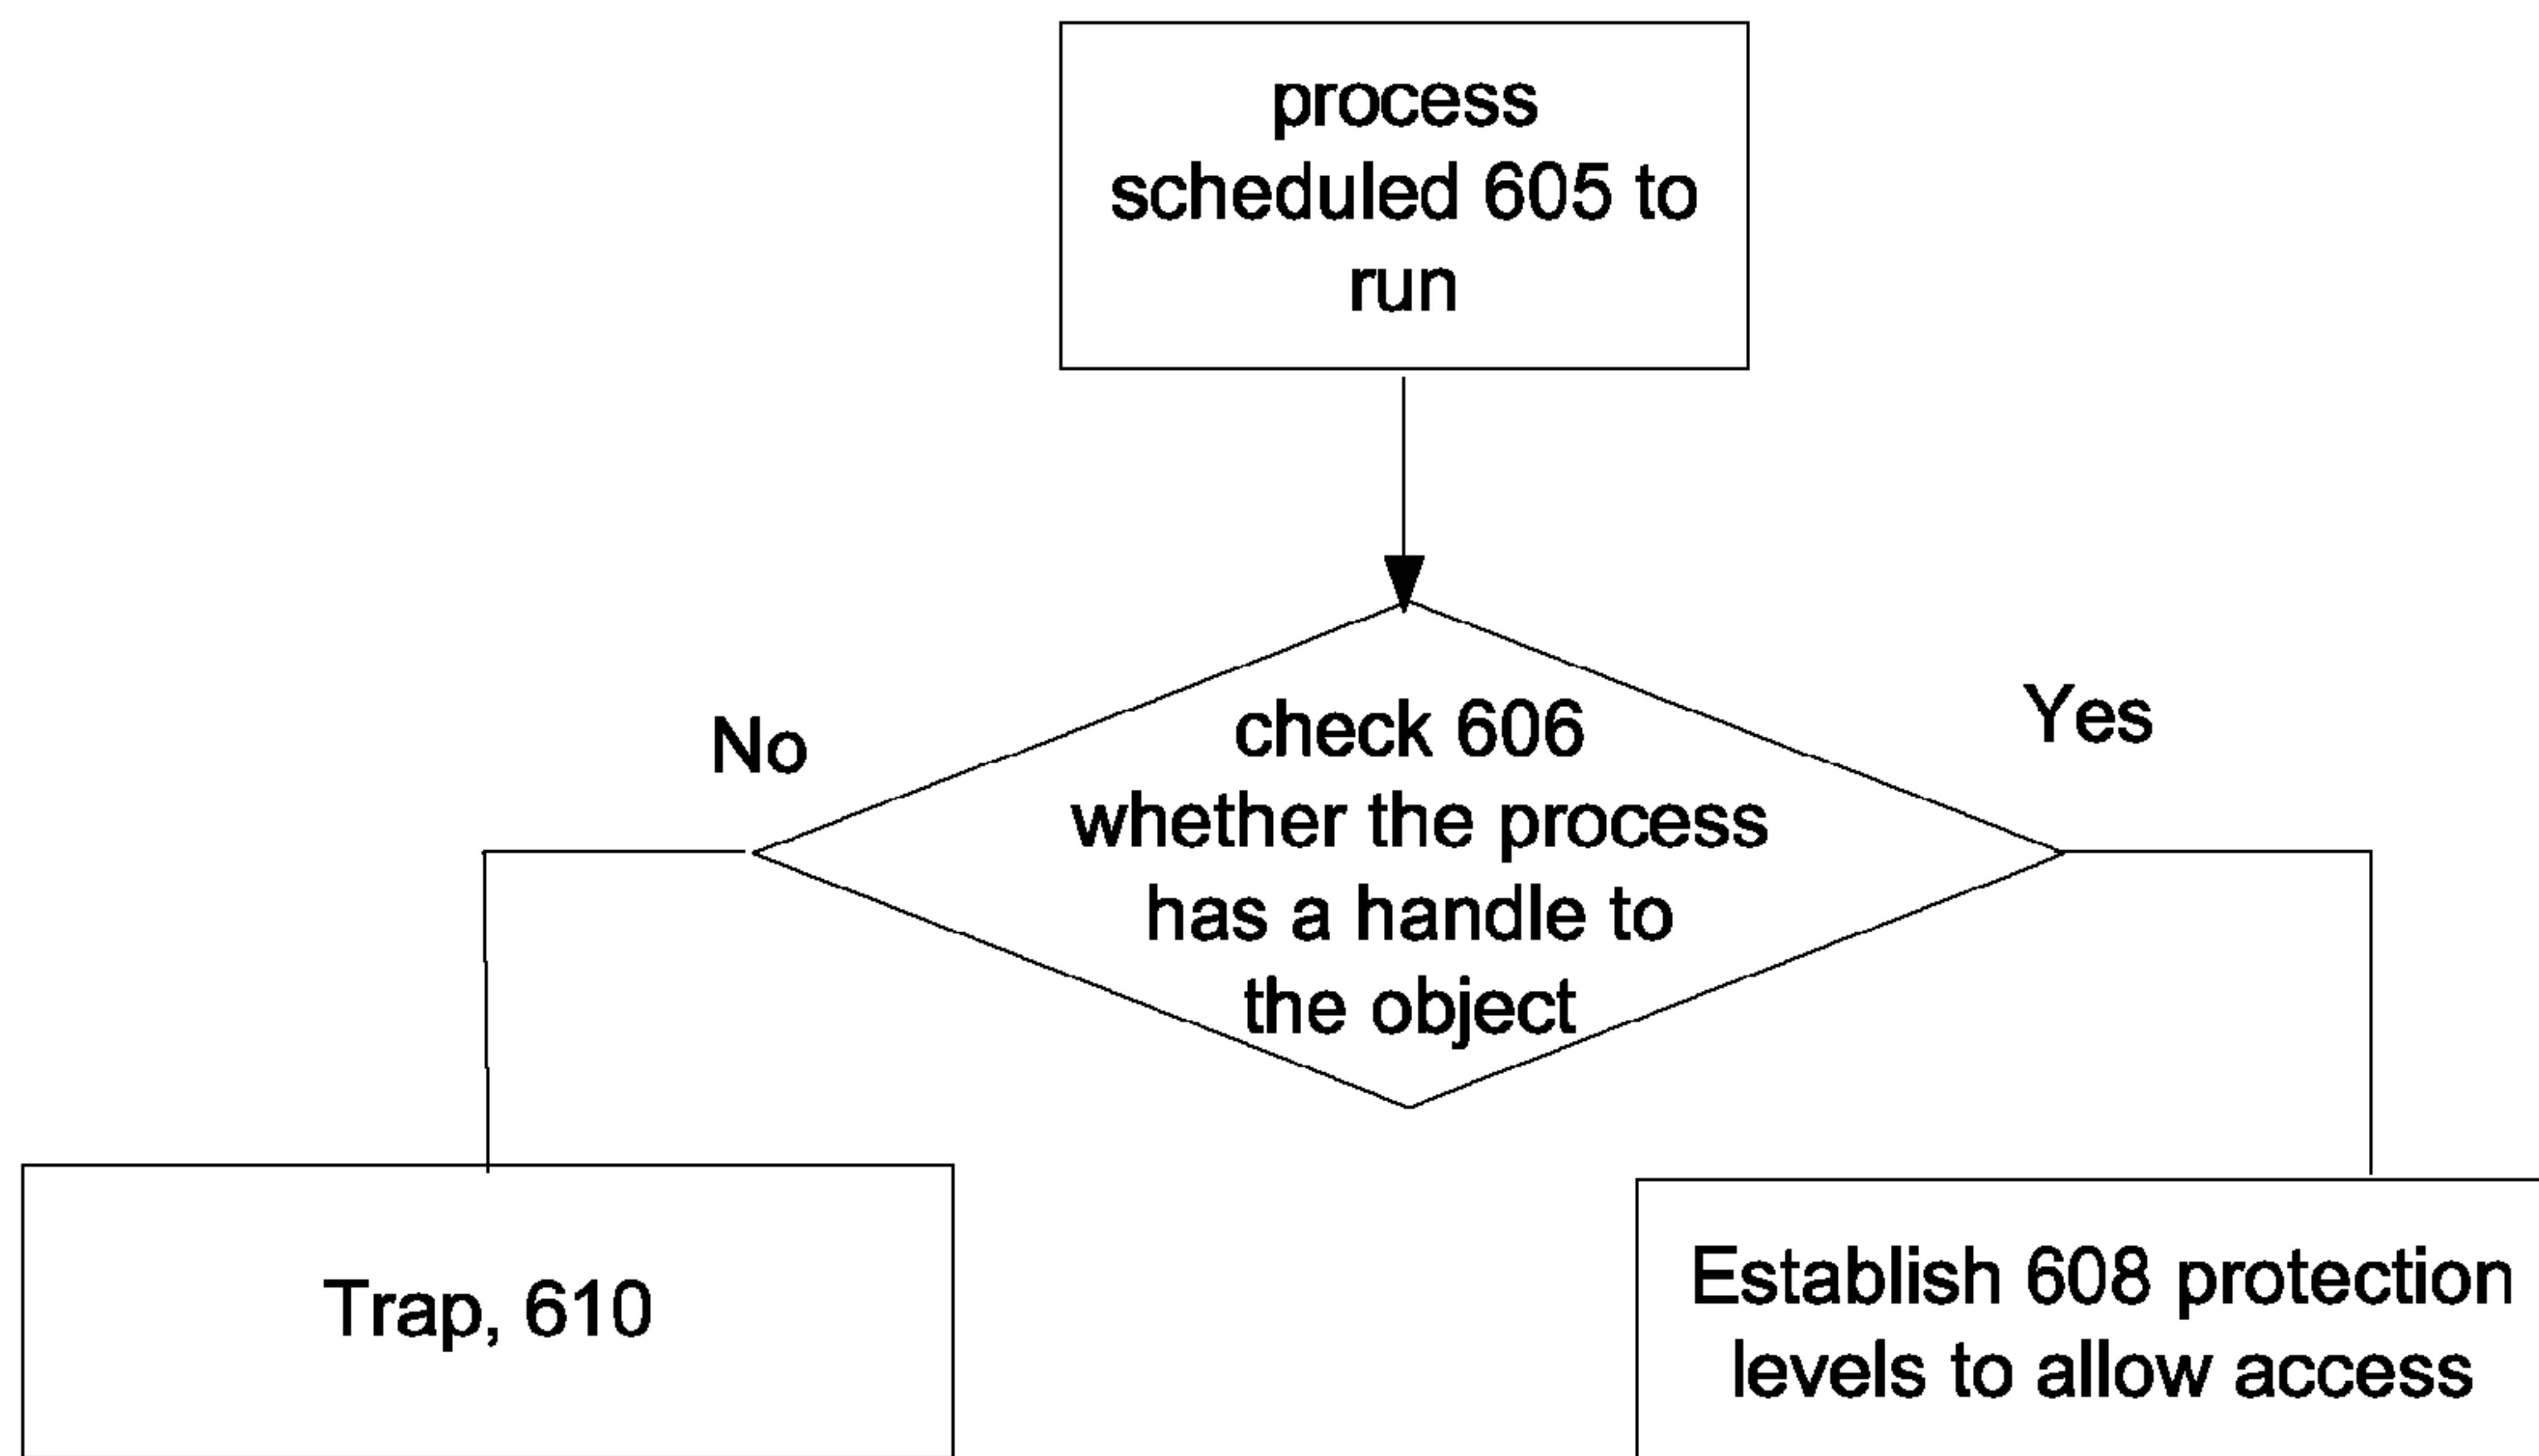 process
scheduled 605 to
run
No
Yes
check 606
whether the process
has a handle to
the object
Trap, 610
Establish 608 protection
levels to allow access